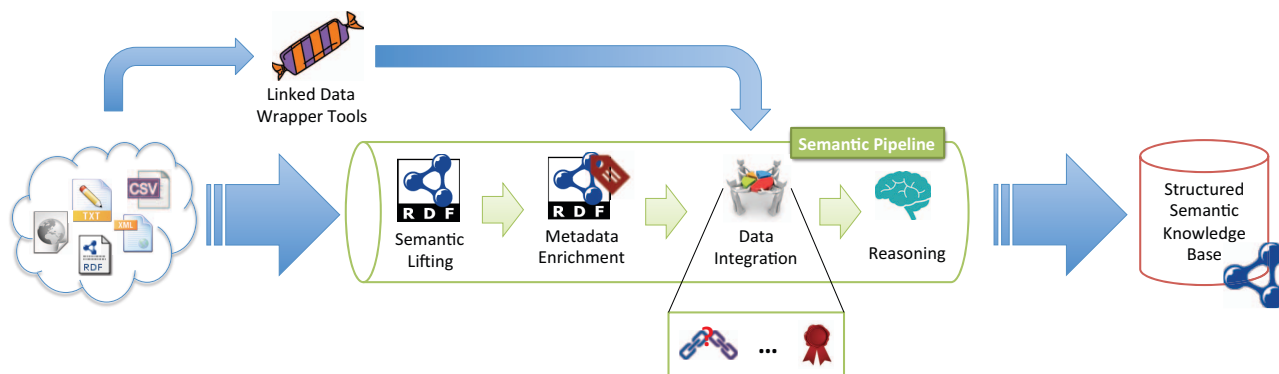 Linked Data
Wrapper Tools
Semantic Pipeline
CSV
TXT
XML
RDF
RDF
Semantic
Lifting
RDF
Metadata
Enrichment
Data
Integration
Reasoning
?
...
Structured
Semantic
Knowledge
Base